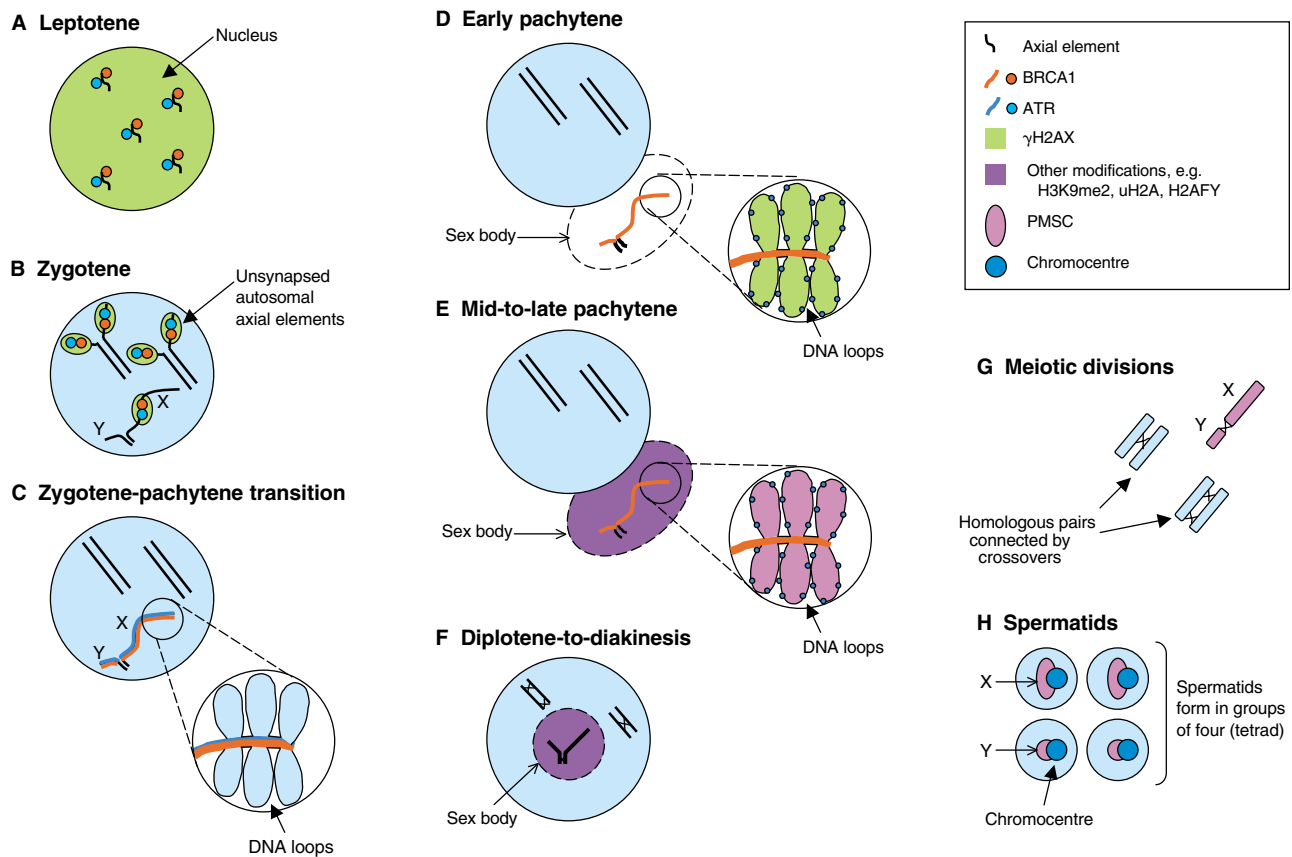 A Leptotene
Nucleus
B Zygotene
Unsynapsed
autosomal
axial elements
X
Y
C Zygotene-pachytene transition
X
Y
DNA loops
D Early pachytene
Sex body
DNA loops
E Mid-to-late pachytene
Sex body
DNA loops
F Diplotene-to-diakinesis
Sex body
Axial element
BRCA1
ATR
γH2AX
Other modifications, e.g.
H3K9me2, uH2A, H2AFY
PMSC
Chromocentre
G Meiotic divisions
X
Y
Homologous pairs
connected by
crossovers
H Spermatids
X
Y
Spermatids
form in groups
of four (tetrad)
Chromocentre